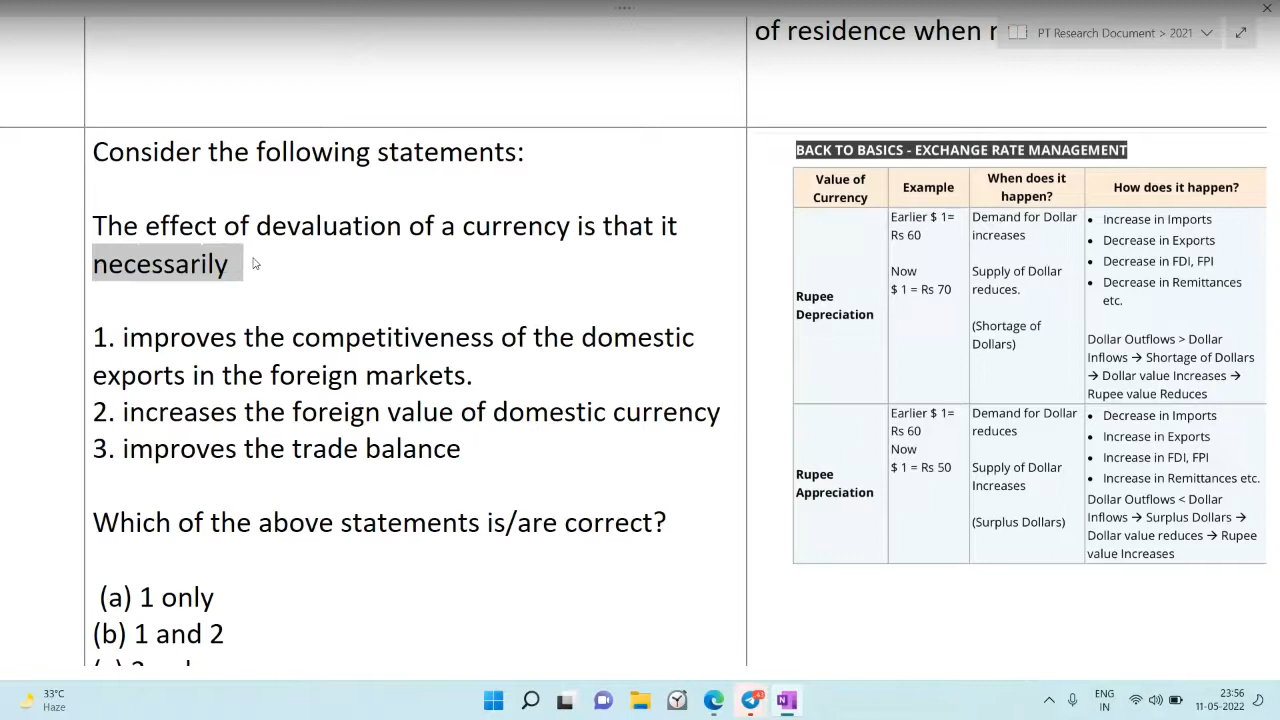 of residence when
PT Research Document > 2021
Consider the following statements:
The effect of devaluation of a currency is that it
necessarily
1. improves the competitiveness of the domestic
exports in the foreign markets.
2. increases the foreign value of domestic currency
3. improves the trade balance
Which of the above statements is/are correct?
(a) 1 only
(b) 1 and 2
BACK TO BASICS - EXCHANGE RATE MANAGEMENT
Value of
Currency
Example
When does it
happen?
How does it happen?
Rupee
Depreciation
Earlier $ 1=
Rs 60
Now
$ 1 = Rs 70
Demand for Dollar
increases
Supply of Dollar
reduces.
(Shortage of
Dollars)
• Increase in Imports
• Decrease in Exports
• Decrease in FDI, FPI
• Decrease in Remittances
etc.
Dollar Outflows > Dollar
Inflows → Shortage of Dollars
→ Dollar value Increases →
Rupee value Reduces
Rupee
Appreciation
Earlier $ 1=
Rs 60
Now
$ 1 = Rs 50
Demand for Dollar
reduces
Supply of Dollar
Increases
(Surplus Dollars)
• Decrease in Imports
• Increase in Exports
• Increase in FDI, FPI
• Increase in Remittances etc.
Dollar Outflows < Dollar
Inflows → Surplus Dollars →
Dollar value reduces → Rupee
value Increases
33°C
Haze
43
N
ENG
IN
23:56
11-05-2022